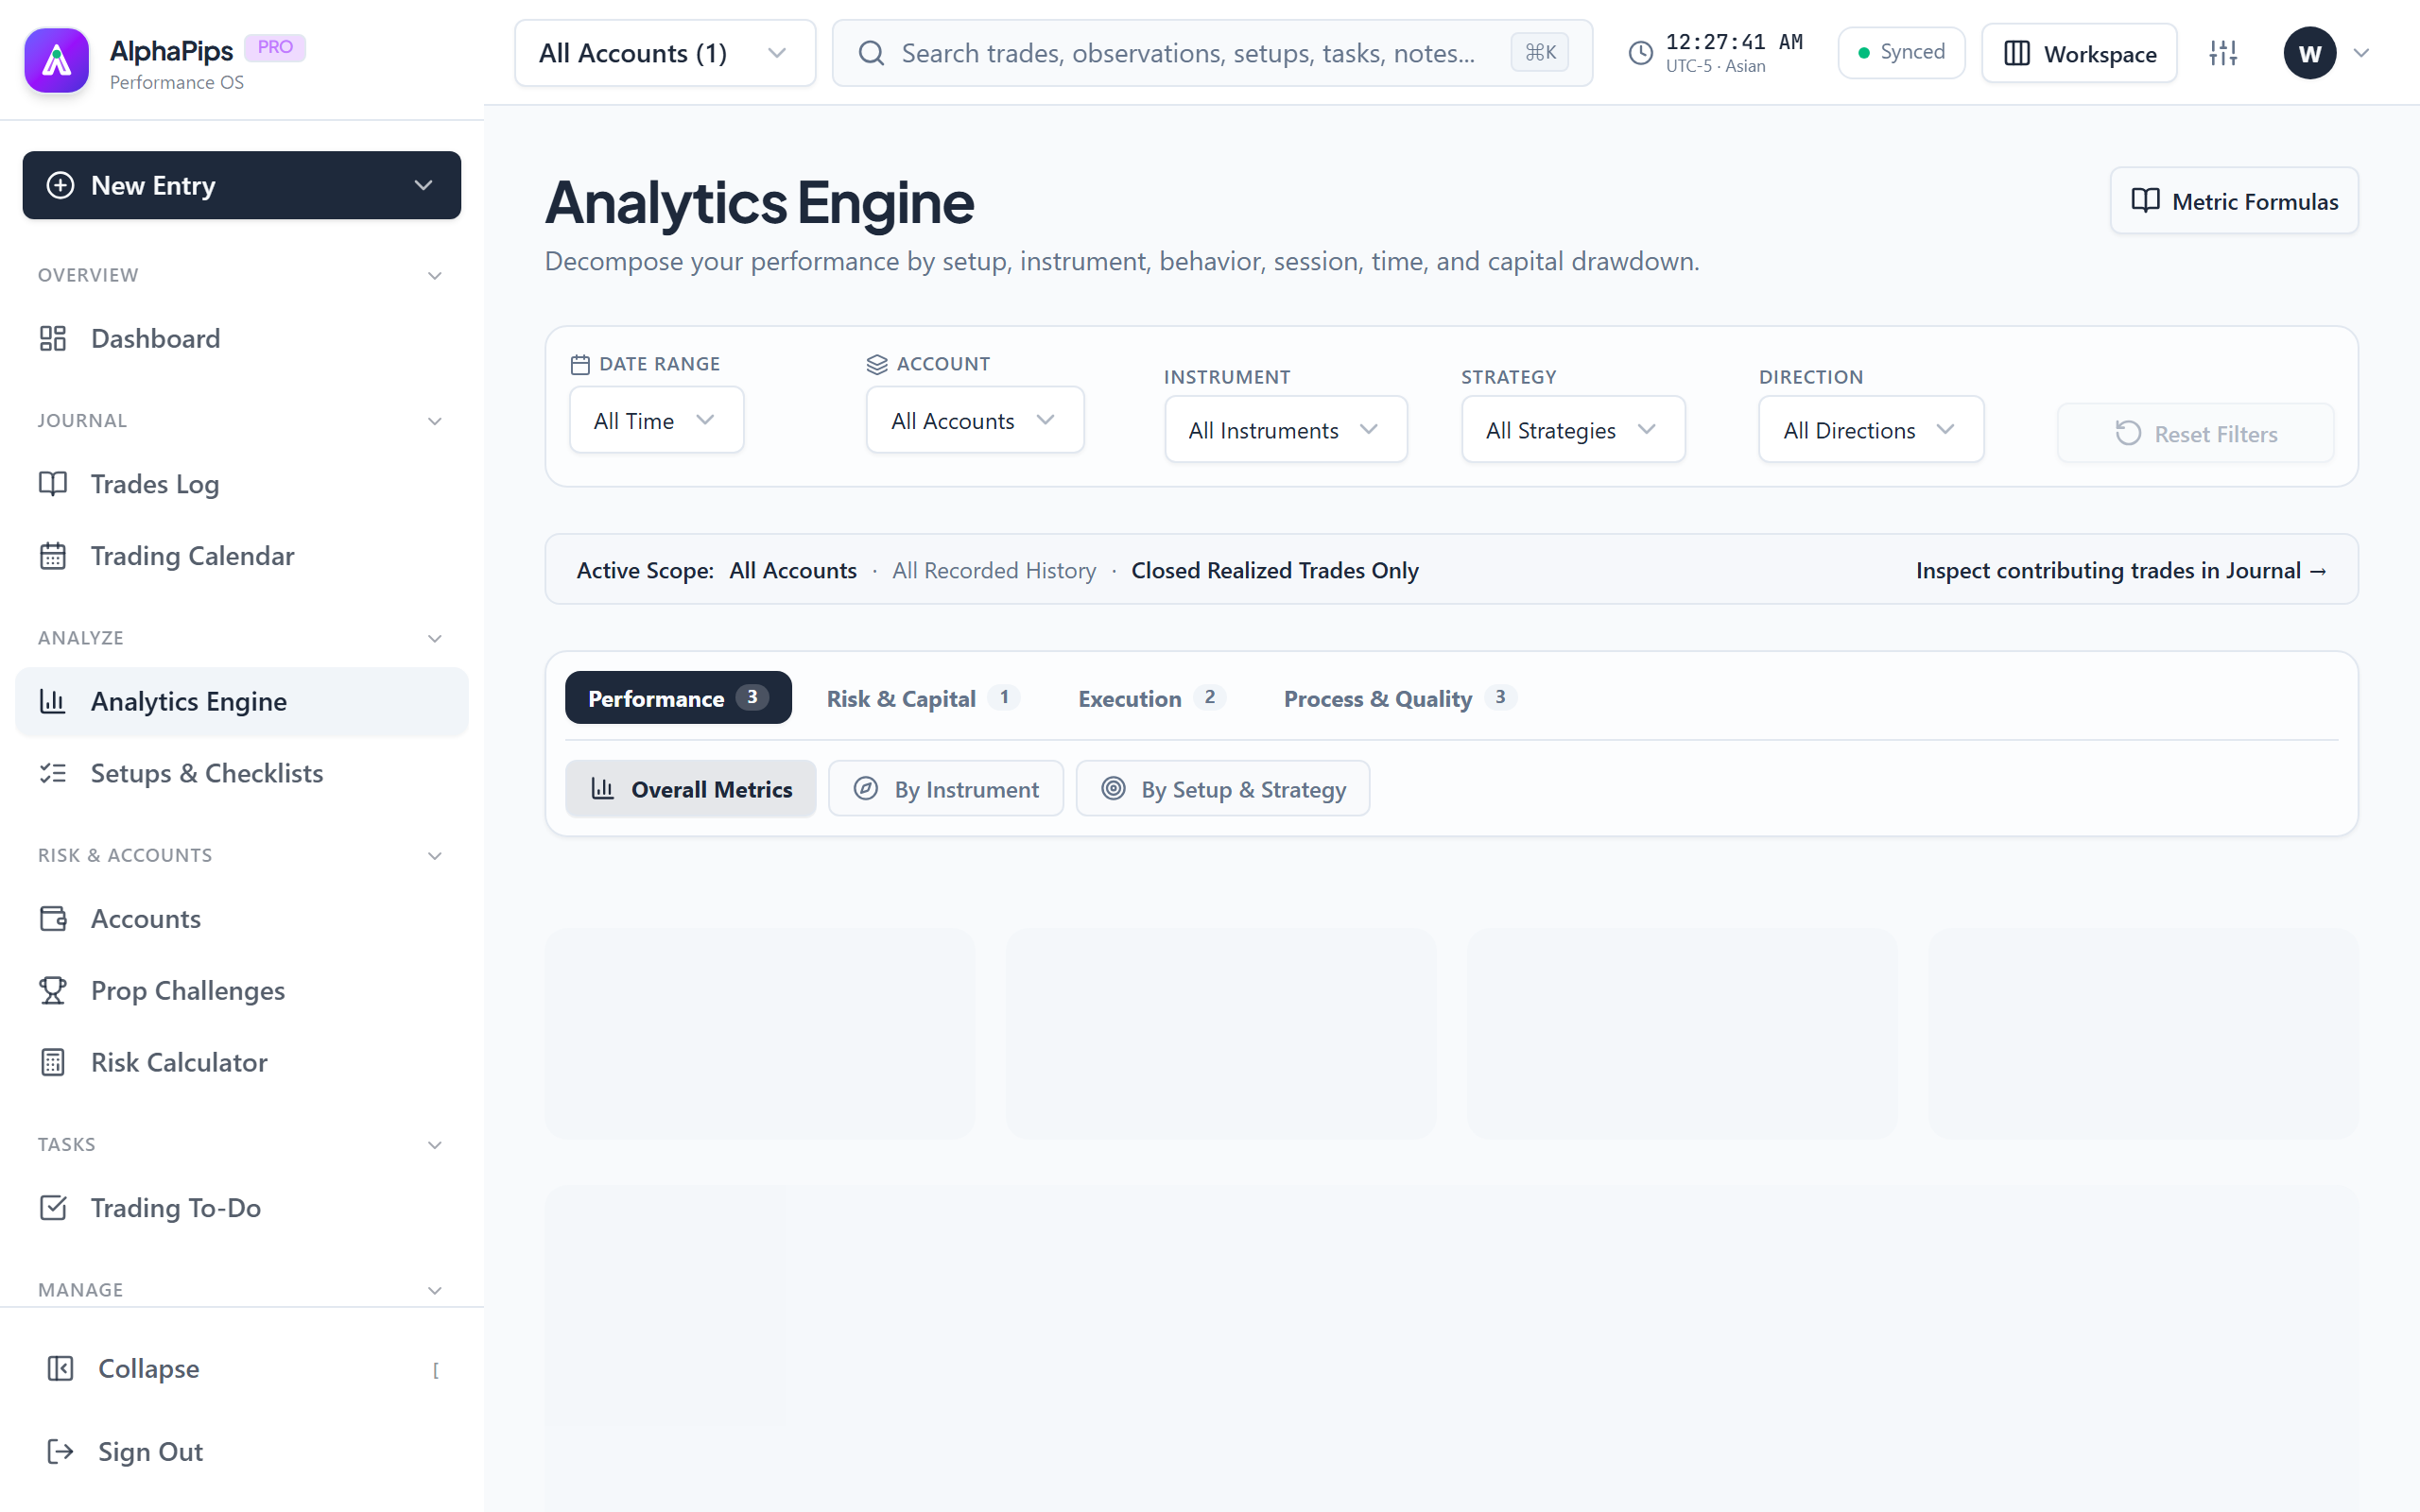 AlphaPips PRO
Performance OS
All Accounts (1)
Search trades, observations, setups, tasks, notes... ⌘K
12:27:41 AM
UTC-5 · Asian
Synced
Workspace
W
New Entry
OVERVIEW
Dashboard
JOURNAL
Trades Log
Trading Calendar
ANALYZE
Analytics Engine
Setups & Checklists
RISK & ACCOUNTS
Accounts
Prop Challenges
Risk Calculator
TASKS
Trading To-Do
MANAGE
Collapse [
Sign Out
Analytics Engine
Decompose your performance by setup, instrument, behavior, session, time, and capital drawdown.
Metric Formulas
DATE RANGE
All Time
ACCOUNT
All Accounts
INSTRUMENT
All Instruments
STRATEGY
All Strategies
DIRECTION
All Directions
Reset Filters
Active Scope: All Accounts · All Recorded History · Closed Realized Trades Only
Inspect contributing trades in Journal →
Performance 3
Risk & Capital 1
Execution 2
Process & Quality 3
Overall Metrics
By Instrument
By Setup & Strategy